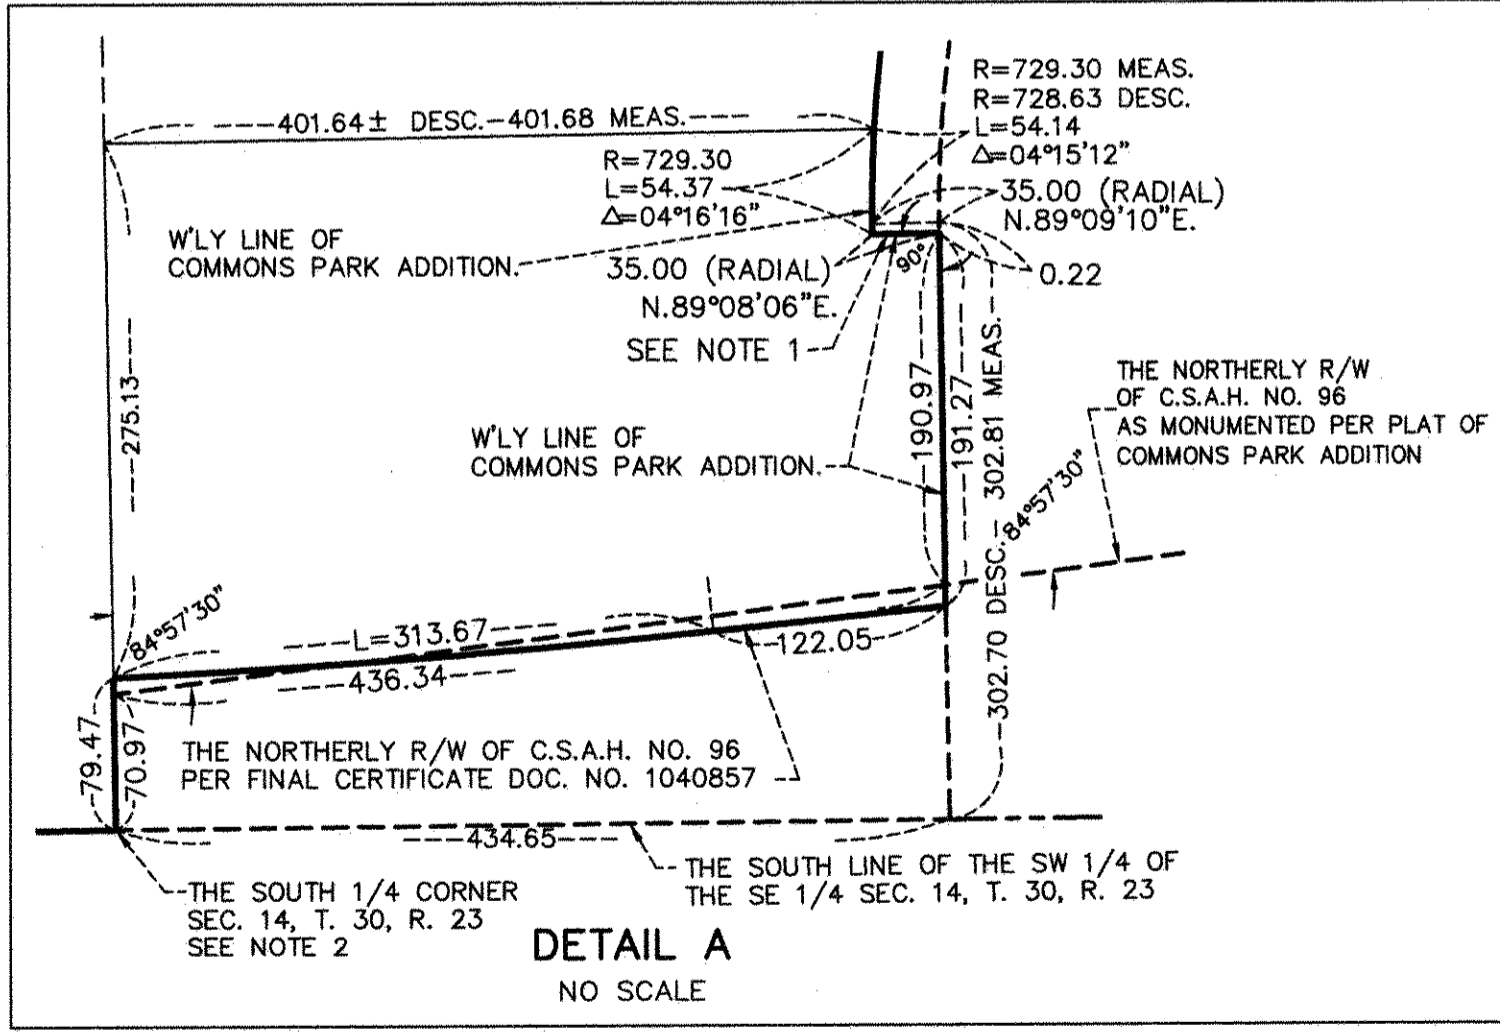 401.64± DESC.-401.68 MEAS.
R=729.30 MEAS.
R=728.63 DESC.
L=54.14
Δ=04°15'12"
R=729.30
L=54.37
Δ=04°16'16"
35.00 (RADIAL)
N.89°09'10"E.
W'LY LINE OF
COMMONS PARK ADDITION.
35.00 (RADIAL)
N.89°08'06"E.
90°
0.22
SEE NOTE 1
275.13
190.97
191.27
302.70 DESC.- 302.81 MEAS.
THE NORTHERLY R/W
OF C.S.A.H. NO. 96
AS MONUMENTED PER PLAT OF
COMMONS PARK ADDITION
W'LY LINE OF
COMMONS PARK ADDITION.
84°57'30"
84°57'30"
L=313.67
122.05
436.34
79.47
70.97
THE NORTHERLY R/W OF C.S.A.H. NO. 96
PER FINAL CERTIFICATE DOC. NO. 1040857
434.65
THE SOUTH LINE OF THE SW 1/4 OF
THE SE 1/4 SEC. 14, T. 30, R. 23
THE SOUTH 1/4 CORNER
SEC. 14, T. 30, R. 23
SEE NOTE 2
DETAIL A
NO SCALE